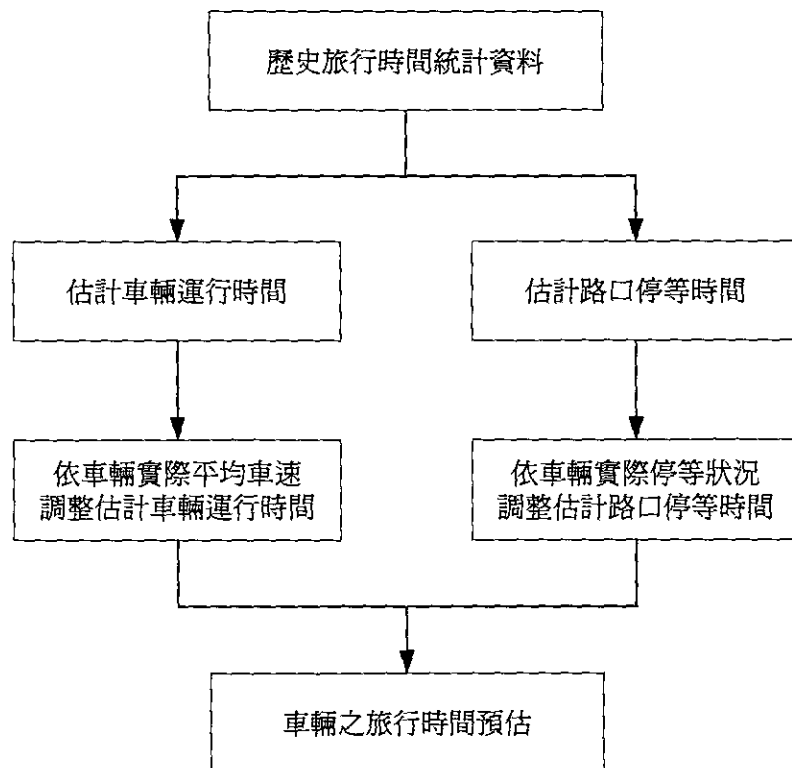 歷史旅行時間統計資料
估計車輛運行時間
估計路口停等時間
依車輛實際平均車速
調整估計車輛運行時間
依車輛實際停等狀況
調整估計路口停等時間
車輛之旅行時間預估